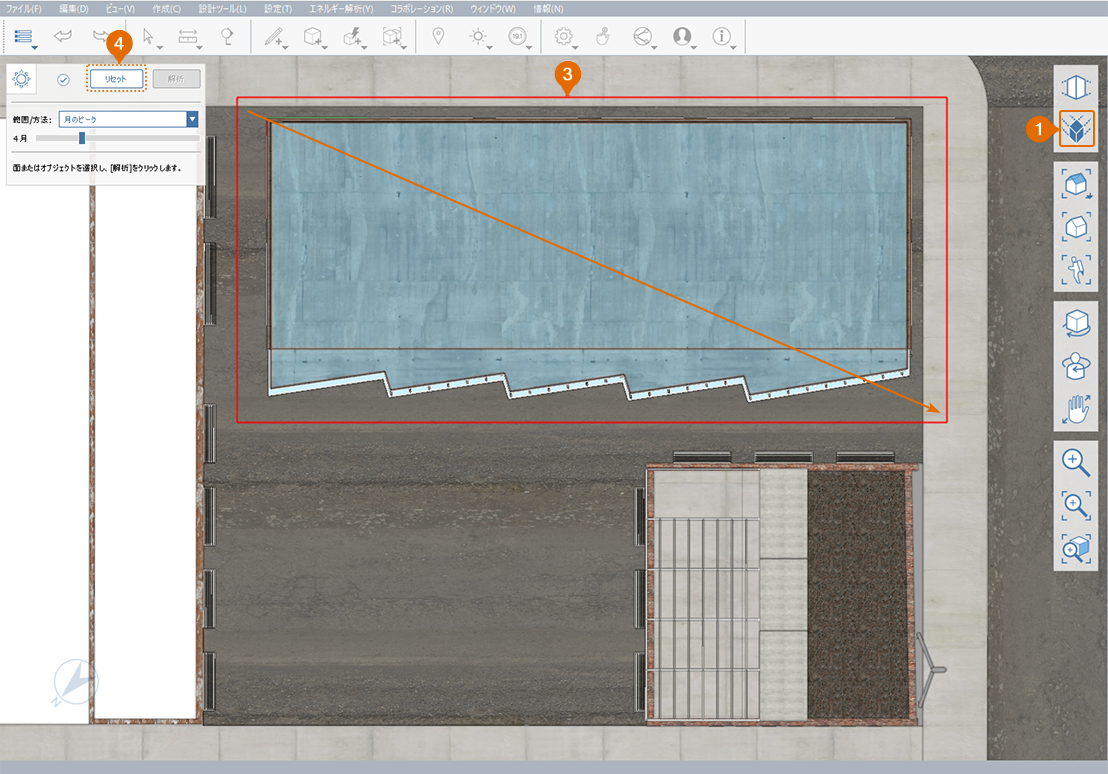 ファイル(F) 編集(D) ビュー(V) 作成(C) 設計ツール(L) 設定(T) エネルギー解析(Y) コラボレーション(R) ウィンドウ(W) 情報(N)
191
4
リセット 解析
範囲/方法: 月のピーク
4 月
面またはオブジェクトを選択し、[解析]をクリックします。
3
1
N